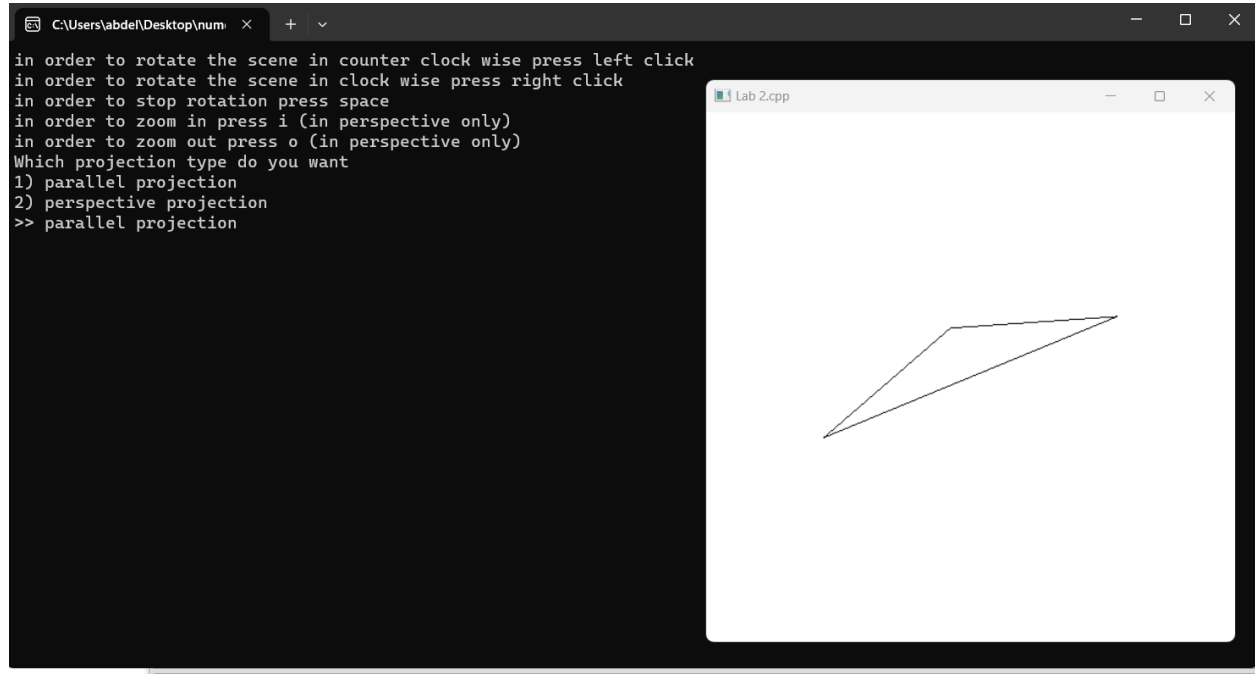 C:\Users\abdel\Desktop\num
in order to rotate the scene in counter clock wise press left click
in order to rotate the scene in clock wise press right click
in order to stop rotation press space
in order to zoom in press i (in perspective only)
in order to zoom out press o (in perspective only)
Which projection type do you want
1) parallel projection
2) perspective projection
>> parallel projection
Lab 2.cpp